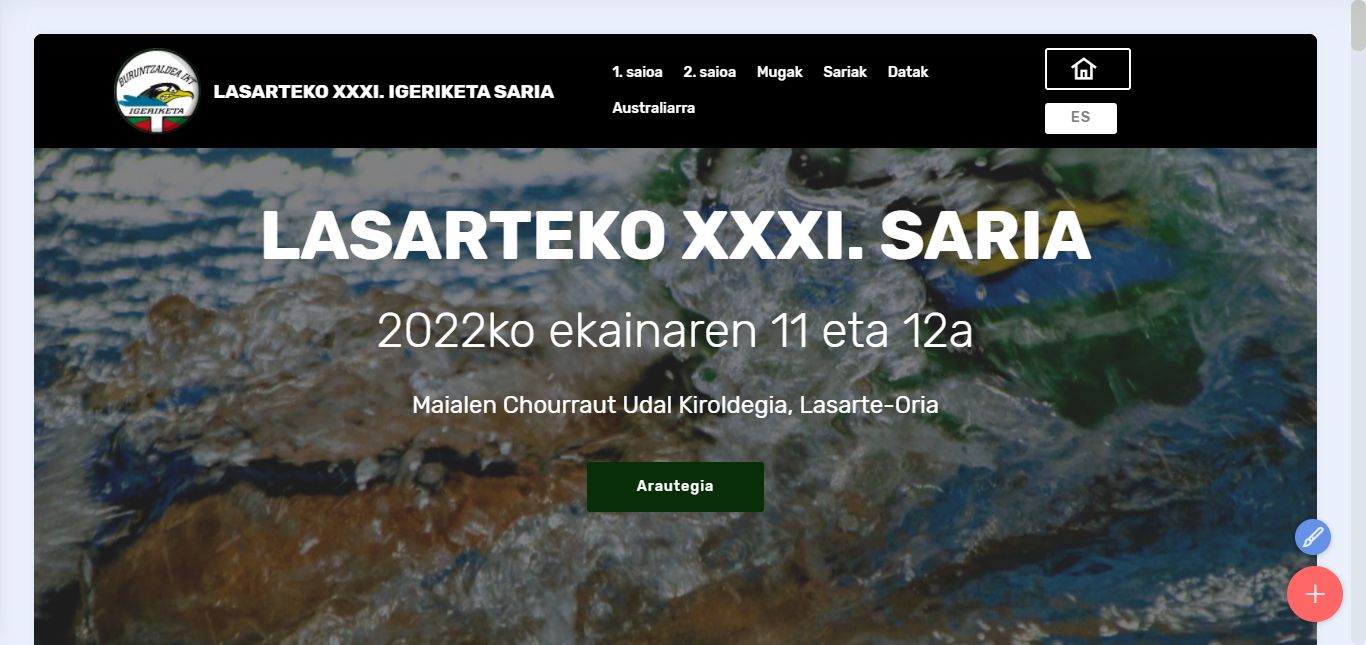 BURUNTZALDEA IKT
IGERIKETA
LASARTEKO XXXI. IGERIKETA SARIA
1. saioa 2. saioa Mugak Sariak Datak
Australiarra
ES
LASARTEKO XXXI. SARIA
2022ko ekainaren 11 eta 12a
Maialen Chourraut Udal Kiroldegia, Lasarte-Oria
Arautegia